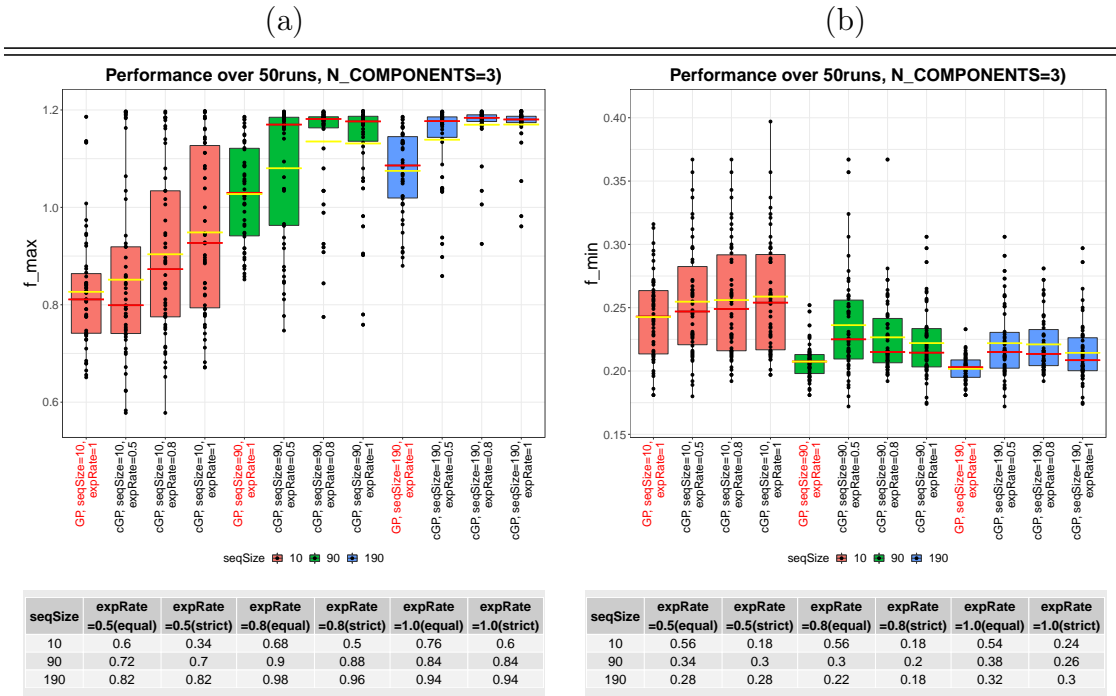 (a)
(b)
Performance over 50runs, N_COMPONENTS=3)
f_max
1.2
1.0
0.8
0.6
GP, seqSize=10,
expRate=1
cGP, seqSize=10,
expRate=0.5
cGP, seqSize=10,
expRate=0.8
cGP, seqSize=10,
expRate=1
GP, seqSize=90,
expRate=1
cGP, seqSize=90,
expRate=0.5
cGP, seqSize=90,
expRate=0.8
cGP, seqSize=90,
expRate=1
GP, seqSize=190,
expRate=1
cGP, seqSize=190,
expRate=0.5
cGP, seqSize=190,
expRate=0.8
cGP, seqSize=190,
expRate=1
seqSize 10 90 190
Performance over 50runs, N_COMPONENTS=3)
f_min
0.40
0.35
0.30
0.25
0.20
0.15
GP, seqSize=10,
expRate=1
cGP, seqSize=10,
expRate=0.5
cGP, seqSize=10,
expRate=0.8
cGP, seqSize=10,
expRate=1
GP, seqSize=90,
expRate=1
cGP, seqSize=90,
expRate=0.5
cGP, seqSize=90,
expRate=0.8
cGP, seqSize=90,
expRate=1
GP, seqSize=190,
expRate=1
cGP, seqSize=190,
expRate=0.5
cGP, seqSize=190,
expRate=0.8
cGP, seqSize=190,
expRate=1
seqSize 10 90 190
seqSize expRate =0.5(equal) expRate =0.5(strict) expRate =0.8(equal) expRate =0.8(strict) expRate =1.0(equal) expRate =1.0(strict)
10 0.6 0.34 0.68 0.5 0.76 0.6
90 0.72 0.7 0.9 0.88 0.84 0.84
190 0.82 0.82 0.98 0.96 0.94 0.94
seqSize expRate =0.5(equal) expRate =0.5(strict) expRate =0.8(equal) expRate =0.8(strict) expRate =1.0(equal) expRate =1.0(strict)
10 0.56 0.18 0.56 0.18 0.54 0.24
90 0.34 0.3 0.3 0.2 0.38 0.26
190 0.28 0.28 0.22 0.18 0.32 0.3